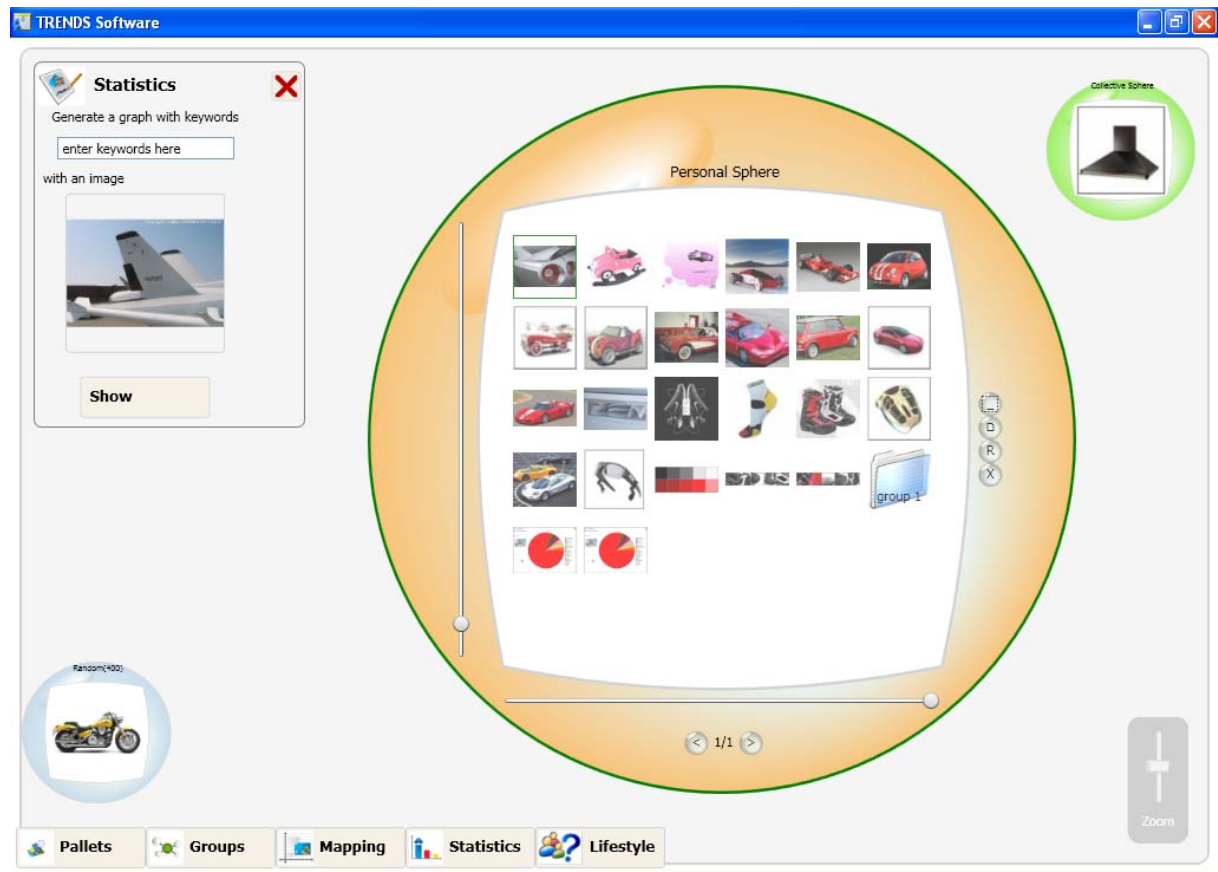 TRENDS Software
Statistics
Generate a graph with keywords
enter keywords here
with an image
Show
Personal Sphere
Collective Sphere
group 1
_
D
R
X
< 1/1 >
Random(400)
Zoom
Pallets
Groups
Mapping
Statistics
Lifestyle